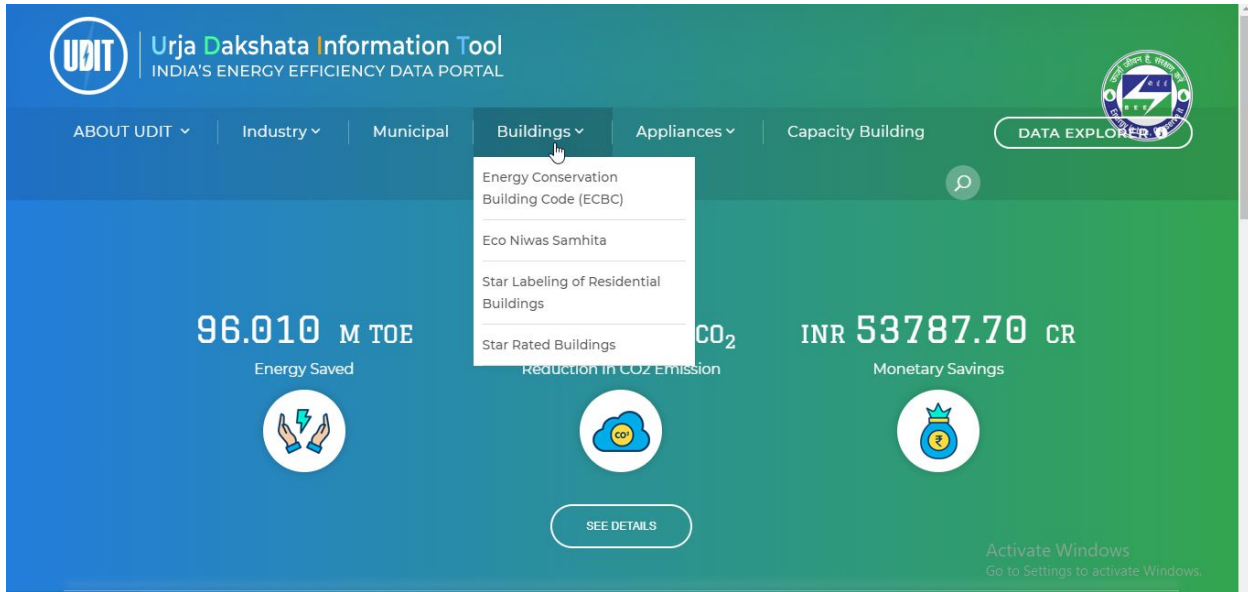 UDIT
Urja Dakshata Information Tool
INDIA'S ENERGY EFFICIENCY DATA PORTAL
ABOUT UDIT
Industry
Municipal
Buildings
Appliances
Capacity Building
DATA EXPLORER
Energy Conservation
Building Code (ECBC)
Eco Niwas Samhita
Star Labeling of Residential
Buildings
Star Rated Buildings
96.010 M TOE
Energy Saved
CO₂
Reduction in CO2 Emission
INR 53787.70 CR
Monetary Savings
CO²
₹
SEE DETAILS
Activate Windows
Go to Settings to activate Windows.